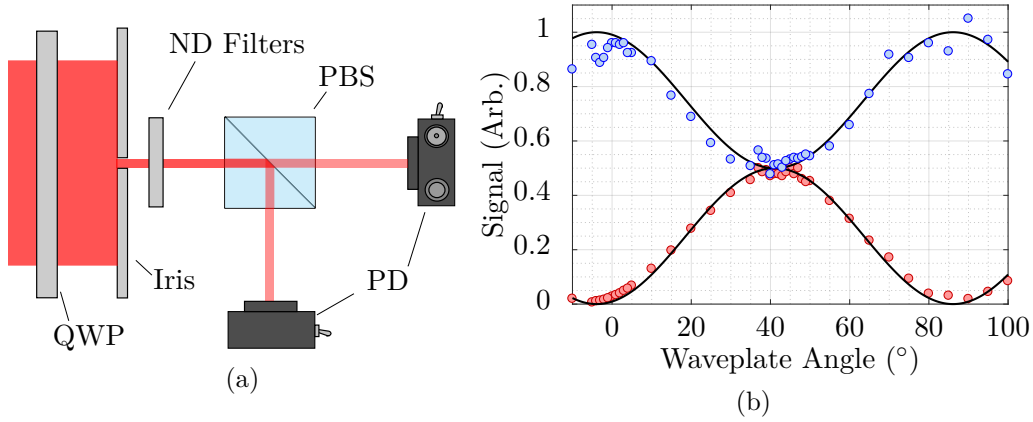 ND Filters
PBS
Iris
PD
QWP
(a)
Signal (Arb.)
1
0.8
0.6
0.4
0.2
0
0 20 40 60 80 100
Waveplate Angle (°)
(b)